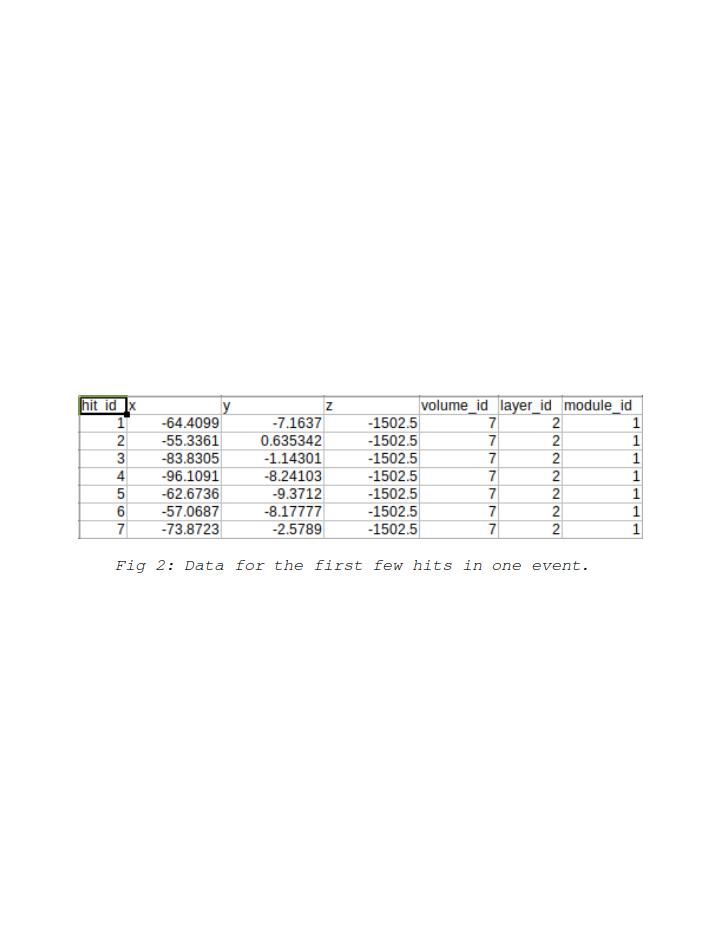 hit_id x y z volume_id layer_id module_id
1 -64.4099 -7.1637 -1502.5 7 2 1
2 -55.3361 0.635342 -1502.5 7 2 1
3 -83.8305 -1.14301 -1502.5 7 2 1
4 -96.1091 -8.24103 -1502.5 7 2 1
5 -62.6736 -9.3712 -1502.5 7 2 1
6 -57.0687 -8.17777 -1502.5 7 2 1
7 -73.8723 -2.5789 -1502.5 7 2 1
Fig 2: Data for the first few hits in one event.